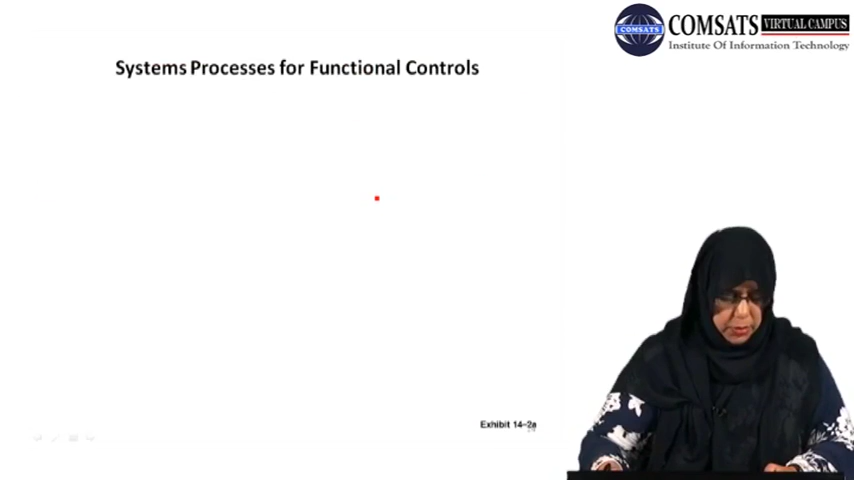 COMSATS VIRTUAL CAMPUS
COMSATS
Institute Of Information Technology
Systems Processes for Functional Controls
Exhibit 14-2a